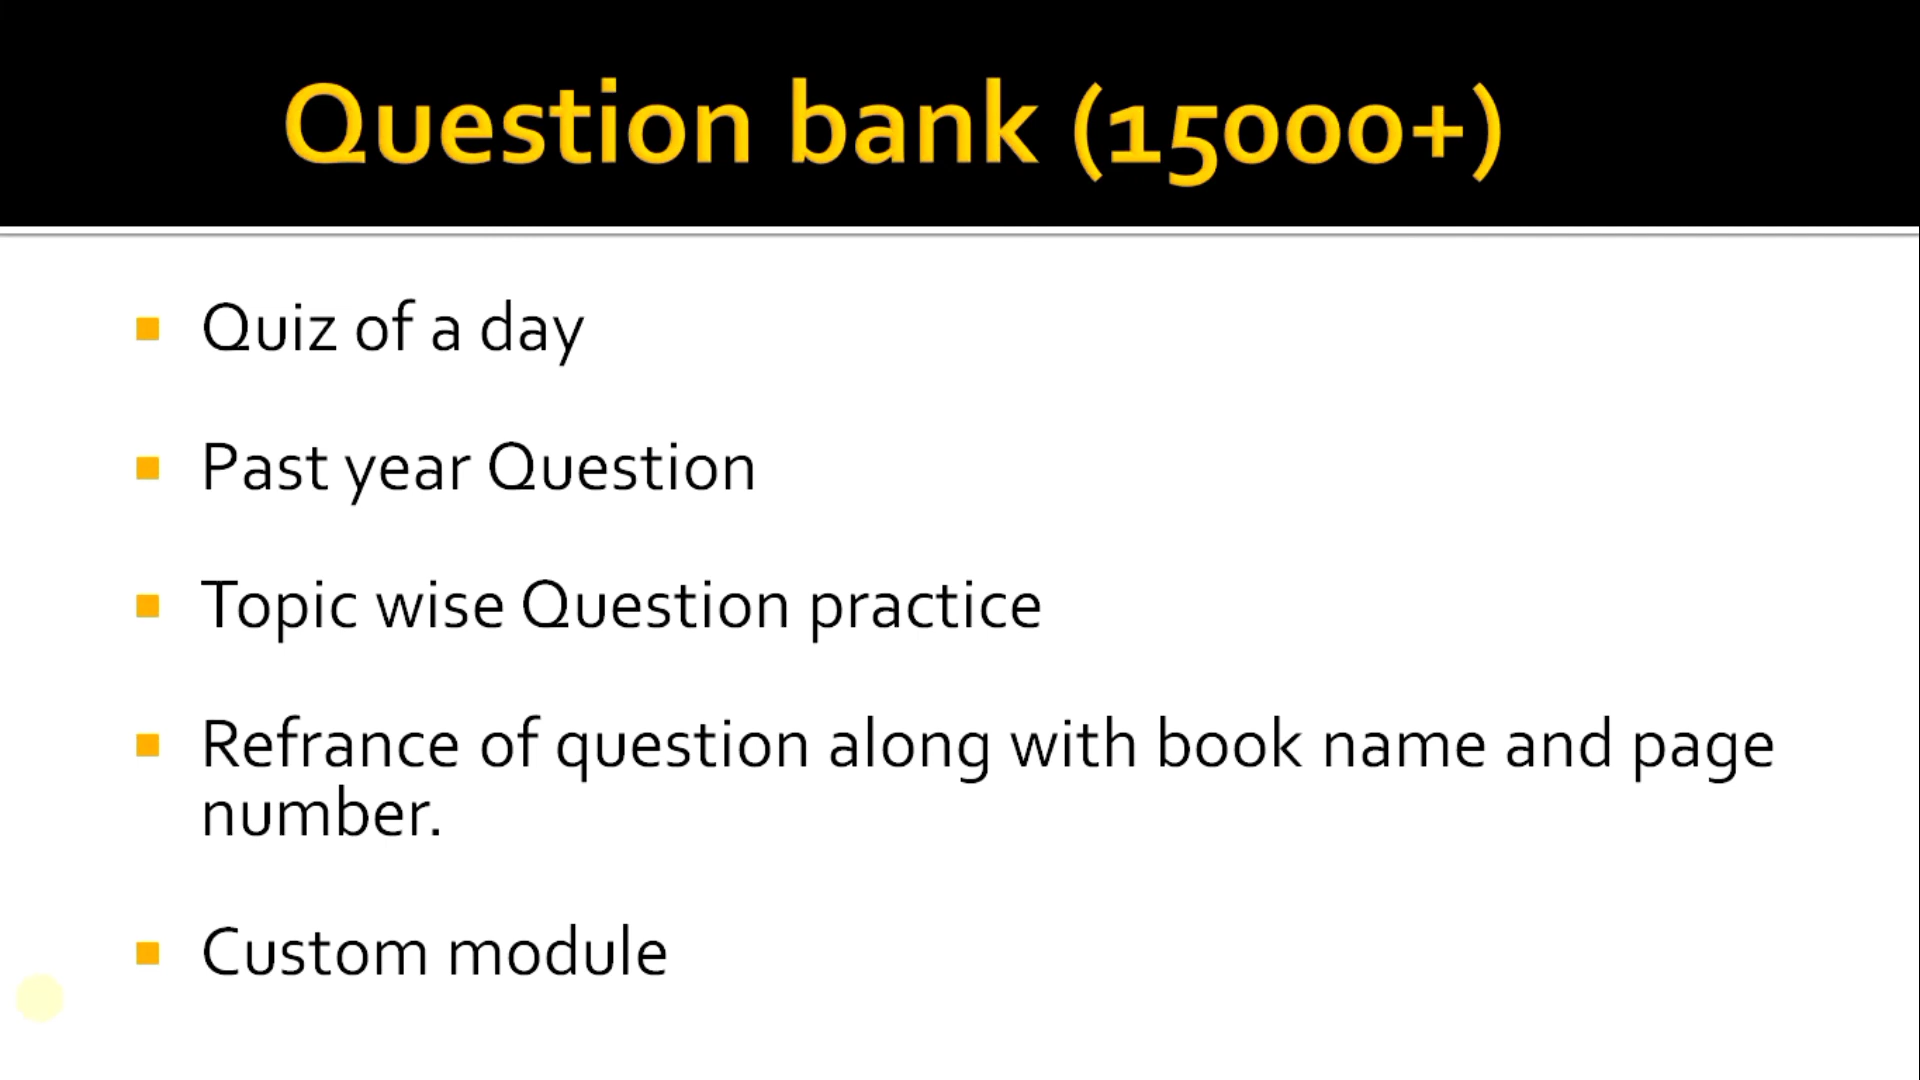 Question bank (15000+)
Quiz of a day
Past year Question
Topic wise Question practice
Refrance of question along with book name and page
number.
Custom module